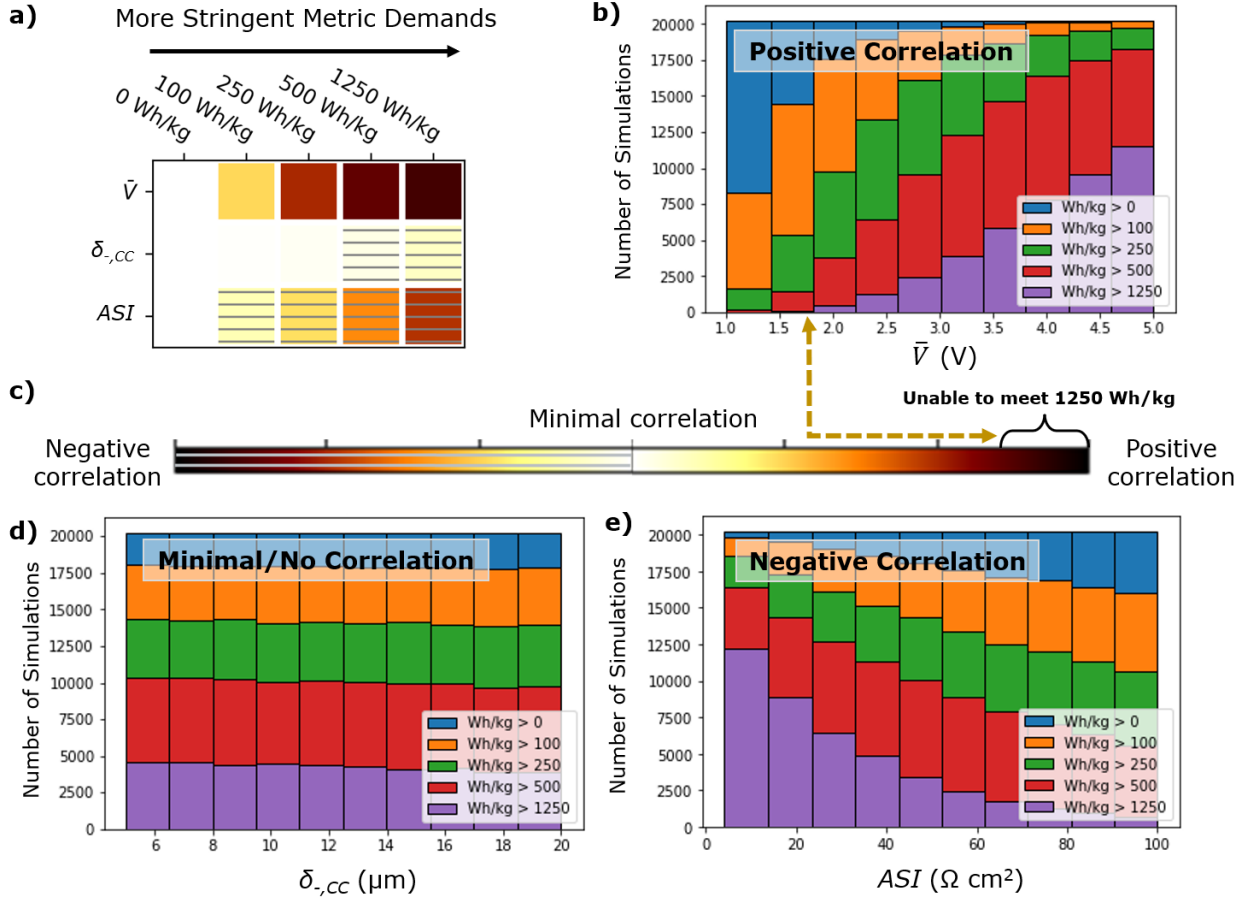 a)
More Stringent Metric Demands
0 Wh/kg
100 Wh/kg
250 Wh/kg
500 Wh/kg
1250 Wh/kg
V̄
δ-,CC
ASI
b)
Positive Correlation
Number of Simulations
20000
17500
15000
12500
10000
7500
5000
2500
0
Wh/kg > 0
Wh/kg > 100
Wh/kg > 250
Wh/kg > 500
Wh/kg > 1250
1.0 1.5 2.0 2.5 3.0 3.5 4.0 4.5 5.0
V̄ (V)
c)
Unable to meet 1250 Wh/kg
Minimal correlation
Negative
correlation
Positive
correlation
d)
Minimal/No Correlation
Number of Simulations
20000
17500
15000
12500
10000
7500
5000
2500
0
Wh/kg > 0
Wh/kg > 100
Wh/kg > 250
Wh/kg > 500
Wh/kg > 1250
6 8 10 12 14 16 18 20
δ-,CC (μm)
e)
Negative Correlation
Number of Simulations
20000
17500
15000
12500
10000
7500
5000
2500
0
Wh/kg > 0
Wh/kg > 100
Wh/kg > 250
Wh/kg > 500
Wh/kg > 1250
0 20 40 60 80 100
ASI (Ω cm²)